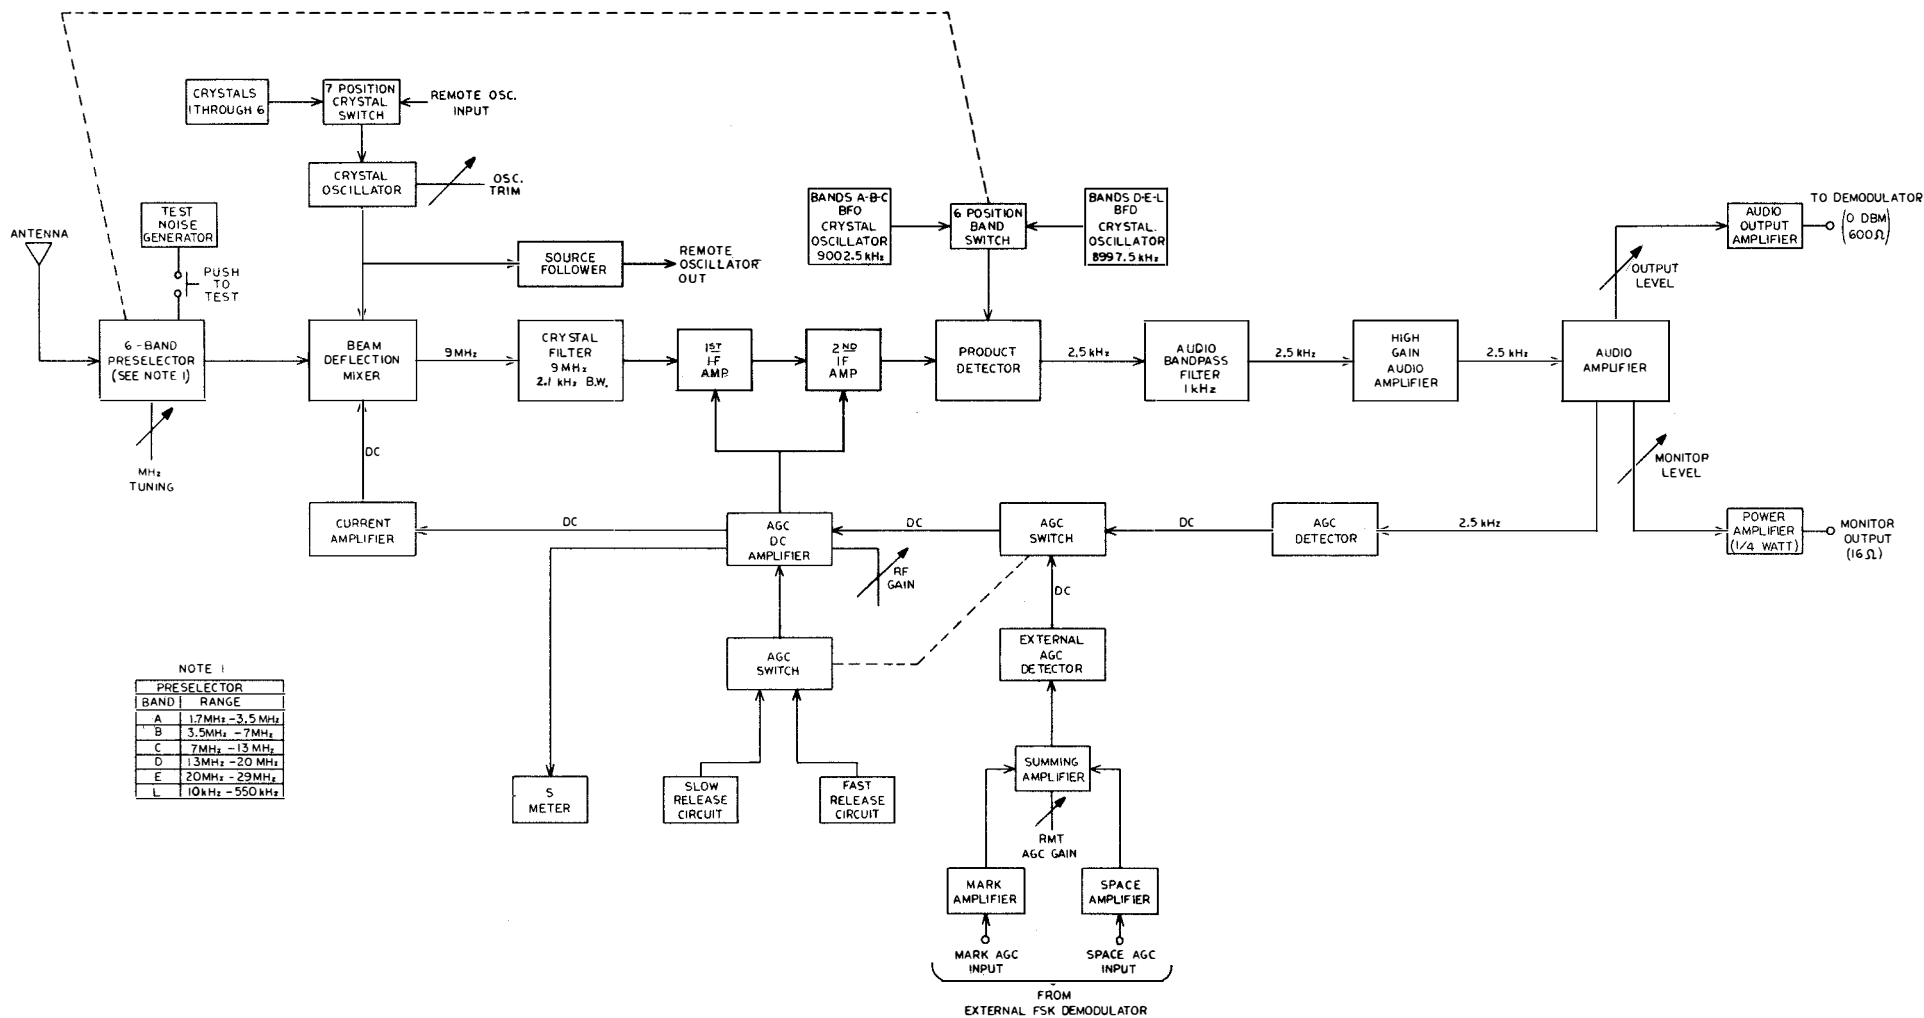 CRYSTALS
1 THROUGH 6
7 POSITION
CRYSTAL
SWITCH
REMOTE OSC.
INPUT
CRYSTAL
OSCILLATOR
OSC.
TRIM
TEST
NOISE
GENERATOR
ANTENNA
PUSH
TO
TEST
SOURCE
FOLLOWER
REMOTE
OSCILLATOR
OUT
BANDS A-B-C
BFO
CRYSTAL
OSCILLATOR
9002.5 kHz
6 POSITION
BAND
SWITCH
BANDS D-E-L
BFO
CRYSTAL.
OSCILLATOR
8997.5 kHz
AUDIO
OUTPUT
AMPLIFIER
TO DEMODULATOR
(0 DBM)
600Ω
OUTPUT
LEVEL
6-BAND
PRESELECTOR
(SEE NOTE 1)
BEAM
DEFLECTION
MIXER
9 MHz
CRYSTAL
FILTER
9 MHz
2.1 kHz B.W.
1ST
I-F
AMP.
2ND
IF
AMP
PRODUCT
DETECTOR
2.5 kHz
AUDIO
BANDPASS
FILTER
1 kHz
2.5 kHz
HIGH
GAIN
AUDIO
AMPLIFIER
2.5 kHz
AUDIO
AMPLIFIER
MHz
TUNING
DC
MONITOR
LEVEL
CURRENT
AMPLIFIER
DC
AGC
DC
AMPLIFIER
DC
AGC
SWITCH
DC
AGC
DETECTOR
2.5 kHz
POWER
AMPLIFIER
(1/4 WATT)
MONITOR
OUTPUT
(16Ω)
RF
GAIN
DC
AGC
SWITCH
EXTERNAL
AGC
DETECTOR
NOTE 1
PRESELECTOR
BAND RANGE
A 1.7MHz - 3.5 MHz
B 3.5MHz - 7MHz
C 7MHz - 13 MHz
D 13MHz - 20 MHz
E 20MHz - 29MHz
L 10kHz - 550 kHz
S
METER
SLOW
RELEASE
CIRCUIT
FAST
RELEASE
CIRCUIT
SUMMING
AMPLIFIER
RMT
AGC GAIN
MARK
AMPLIFIER
SPACE
AMPLIFIER
MARK AGC
INPUT
SPACE AGC
INPUT
FROM
EXTERNAL FSK DEMODULATOR